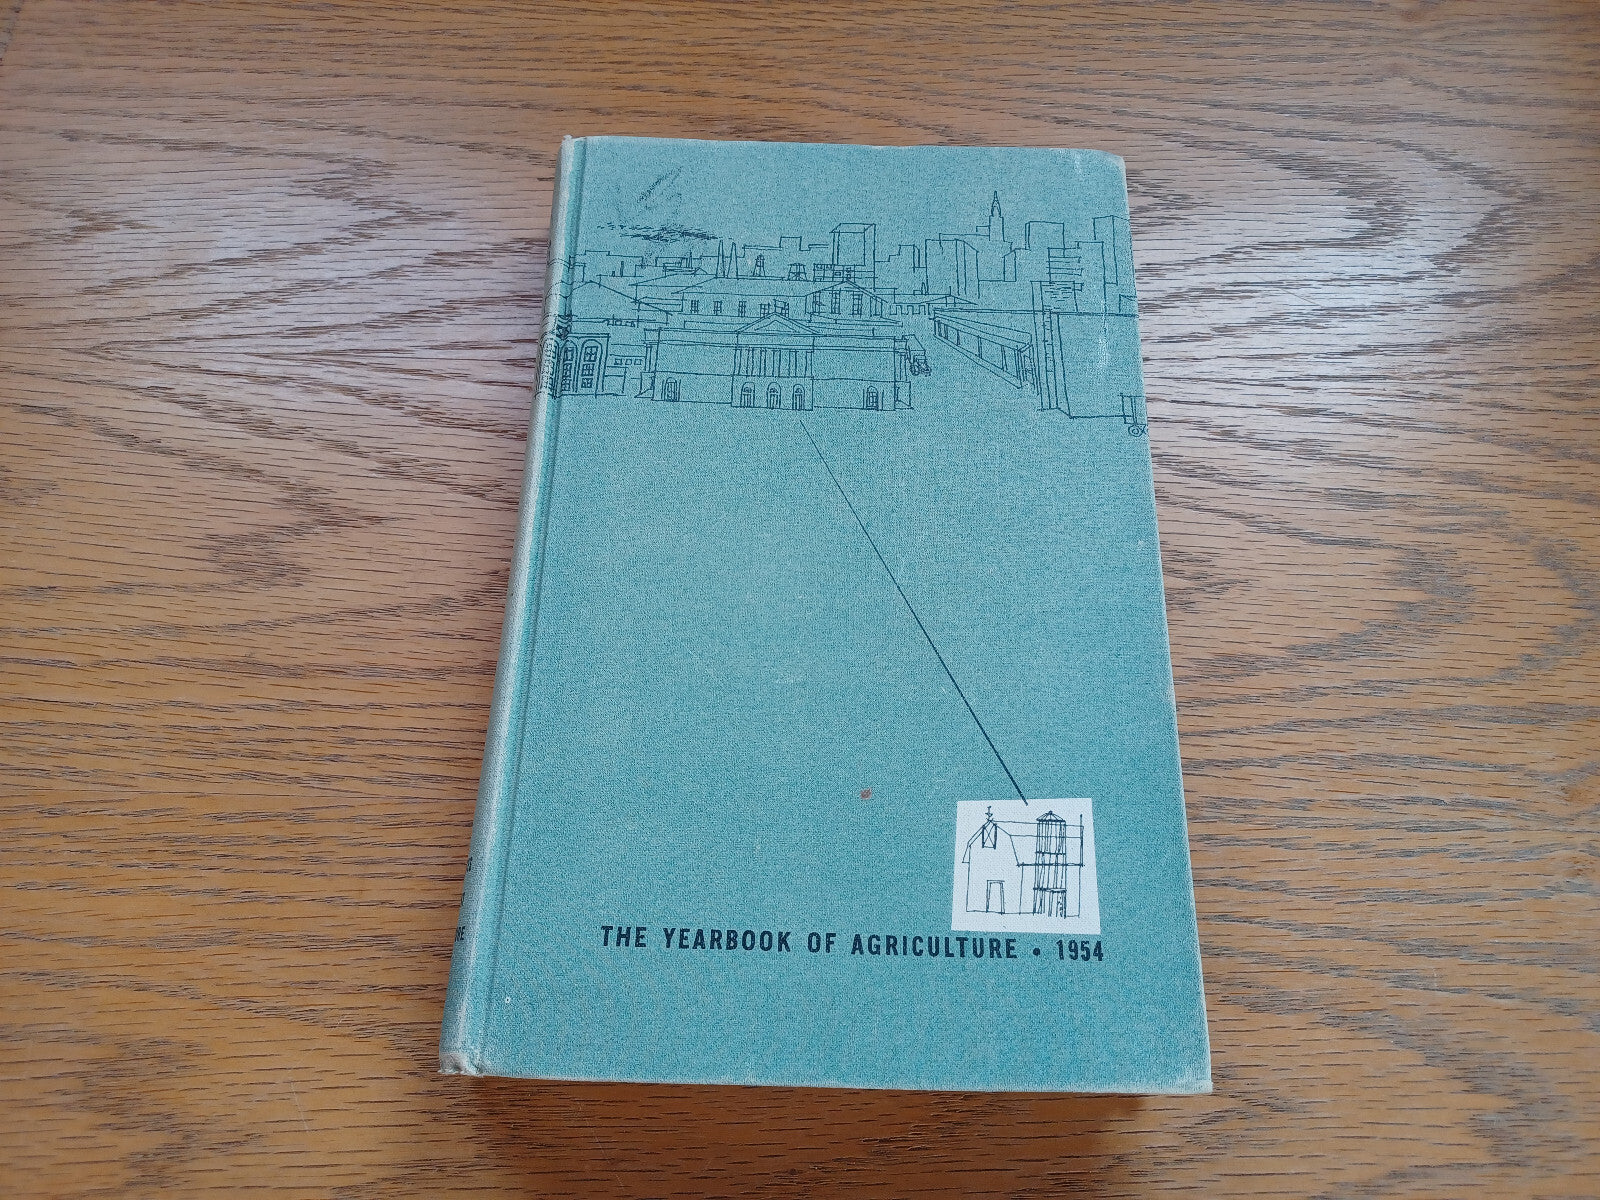 THE YEARBOOK OF AGRICULTURE • 1954